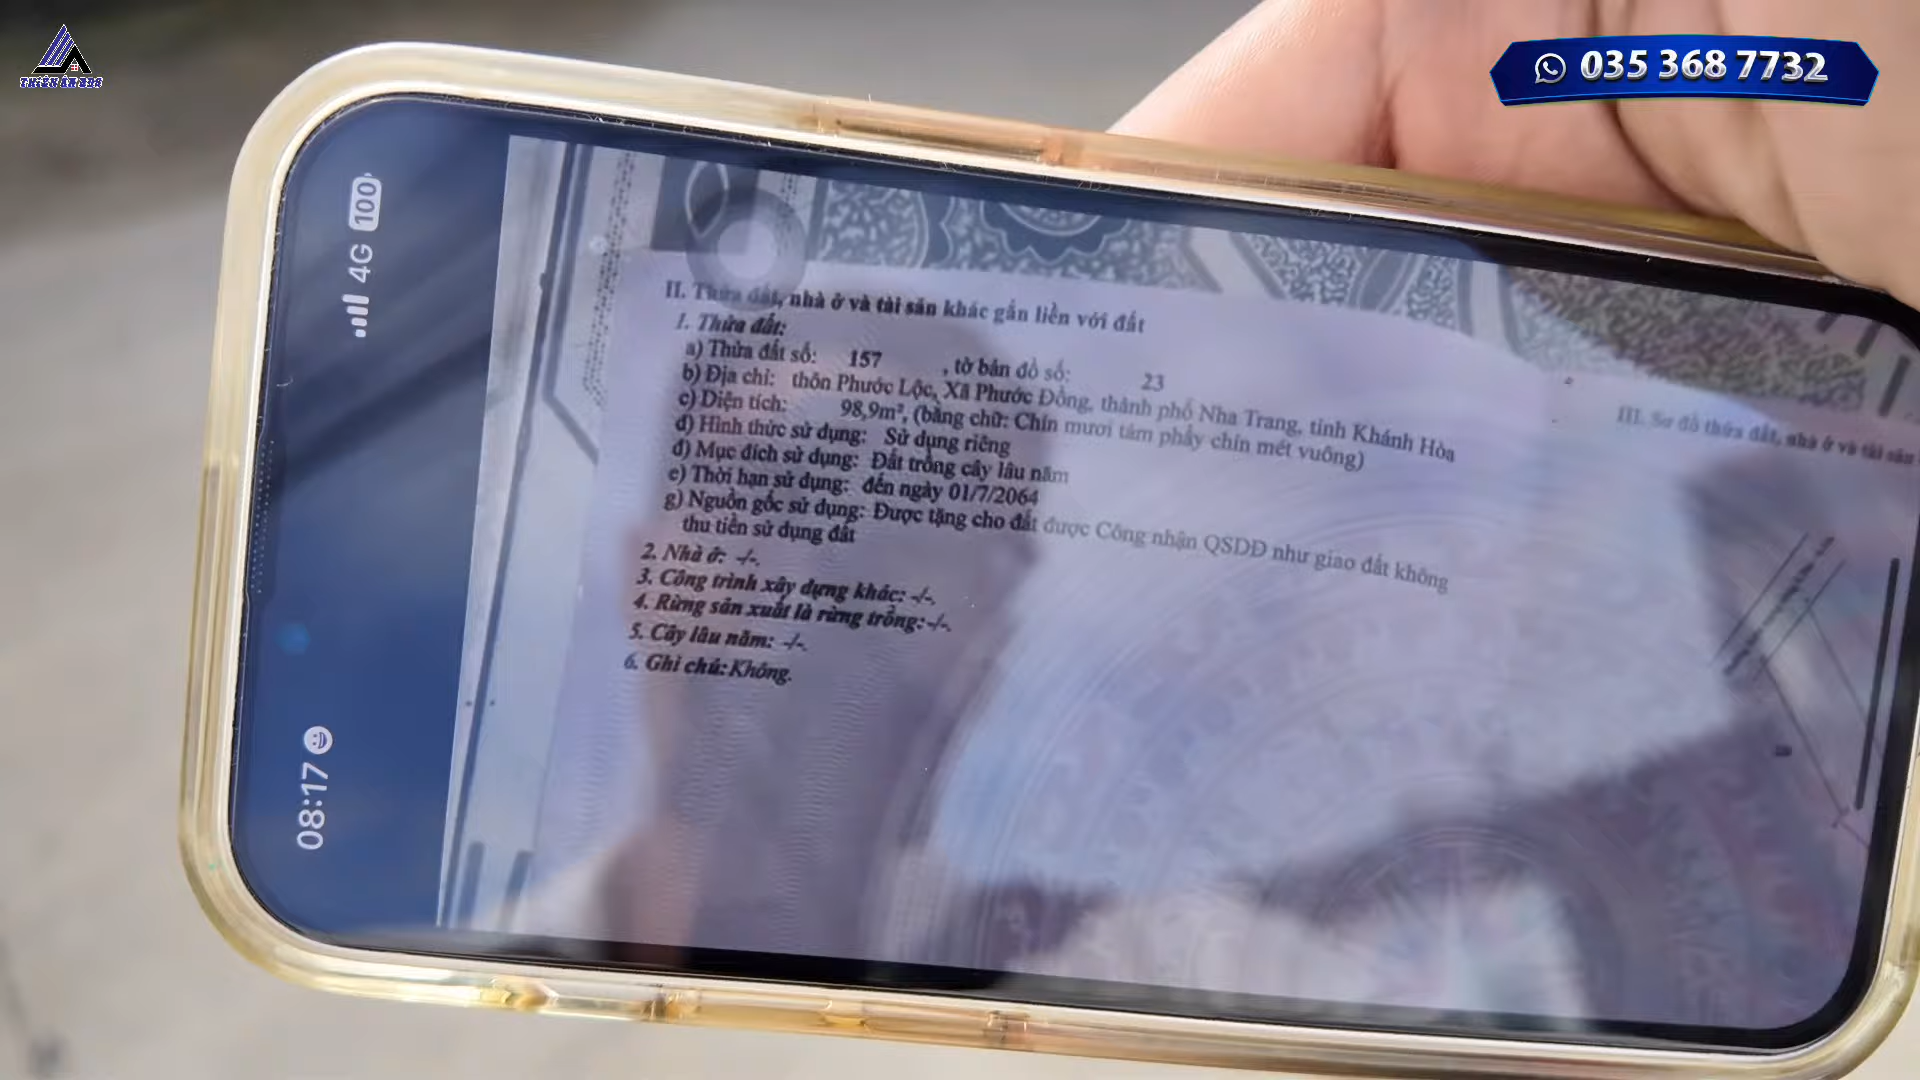 THIÊN ÂN BĐS
035 368 7732
4G 100
08:17
II. Thửa đất, nhà ở và tài sản khác gắn liền với đất
1. Thửa đất:
a) Thửa đất số: 157 , tờ bản đồ số: 23
b) Địa chỉ: thôn Phước Lộc, Xã Phước Đồng, thành phố Nha Trang, tỉnh Khánh Hòa
c) Diện tích: 98,9m², (bằng chữ: Chín mươi tám phẩy chín mét vuông)
d) Hình thức sử dụng: Sử dụng riêng
đ) Mục đích sử dụng: Đất trồng cây lâu năm
e) Thời hạn sử dụng: đến ngày 01/7/2064
g) Nguồn gốc sử dụng: Được tặng cho đất được Công nhận QSDĐ như giao đất không
thu tiền sử dụng đất
2. Nhà ở: -/-.
3. Công trình xây dựng khác: -/-.
4. Rừng sản xuất là rừng trồng: -/-.
5. Cây lâu năm: -/-.
6. Ghi chú: Không.
III. Sơ đồ thửa đất, nhà ở và tài sản